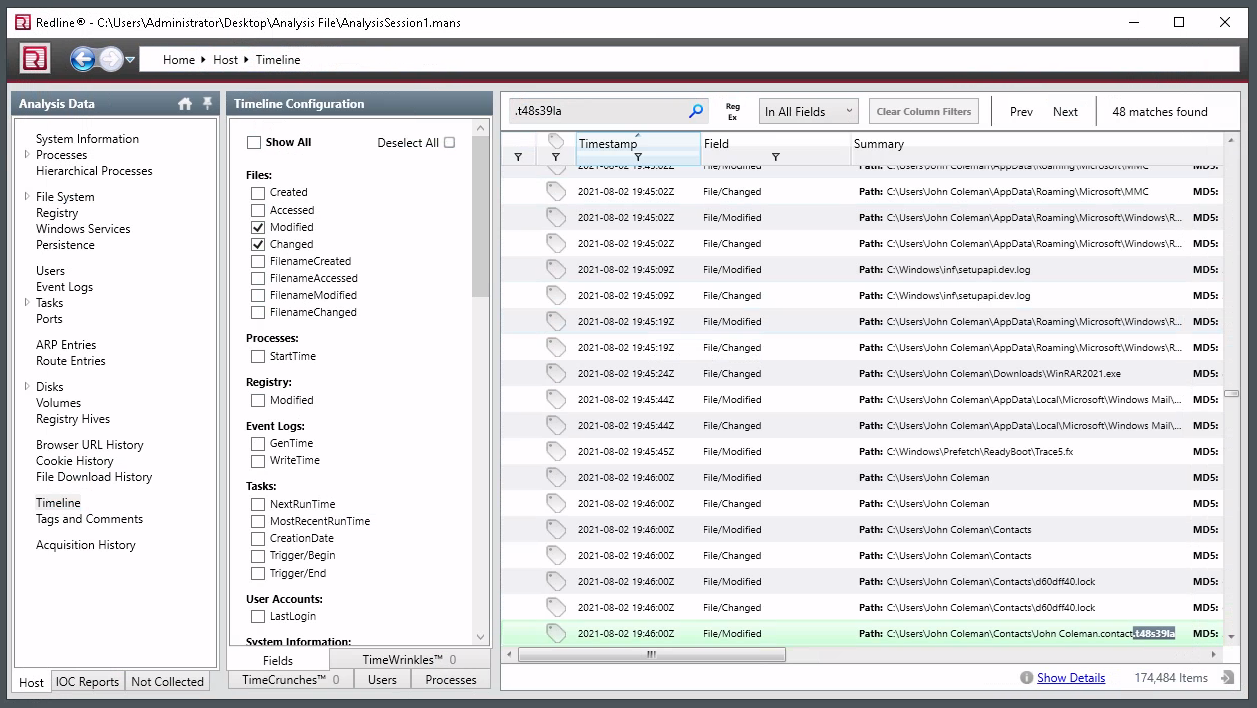 Redline® - C:\Users\Administrator\Desktop\Analysis File\AnalysisSession1.mans
Home Host Timeline
Analysis Data
System Information
Processes
Hierarchical Processes
File System
Registry
Windows Services
Persistence
Users
Event Logs
Tasks
Ports
ARP Entries
Route Entries
Disks
Volumes
Registry Hives
Browser URL History
Cookie History
File Download History
Timeline
Tags and Comments
Acquisition History
Host IOC Reports Not Collected
Timeline Configuration
Show All Deselect All
Files:
Created
Accessed
Modified
Changed
FilenameCreated
FilenameAccessed
FilenameModified
FilenameChanged
Processes:
StartTime
Registry:
Modified
Event Logs:
GenTime
WriteTime
Tasks:
NextRunTime
MostRecentRunTime
CreationDate
Trigger/Begin
Trigger/End
User Accounts:
LastLogin
System Information:
Fields TimeWrinkles™ 0
TimeCrunches™ 0 Users Processes
.t48s39la Reg Ex In All Fields Clear Column Filters Prev Next 48 matches found
Timestamp Field Summary
2021-08-02 19:45:02Z File/Modified Path: C:\Users\John Coleman\AppData\Roaming\Microsoft\MMC MD5:
2021-08-02 19:45:02Z File/Changed Path: C:\Users\John Coleman\AppData\Roaming\Microsoft\MMC MD5:
2021-08-02 19:45:02Z File/Modified Path: C:\Users\John Coleman\AppData\Roaming\Microsoft\Windows\R... MD5:
2021-08-02 19:45:02Z File/Changed Path: C:\Users\John Coleman\AppData\Roaming\Microsoft\Windows\R... MD5:
2021-08-02 19:45:09Z File/Modified Path: C:\Windows\inf\setupapi.dev.log MD5:
2021-08-02 19:45:09Z File/Changed Path: C:\Windows\inf\setupapi.dev.log MD5:
2021-08-02 19:45:19Z File/Modified Path: C:\Users\John Coleman\AppData\Roaming\Microsoft\Windows\R... MD5:
2021-08-02 19:45:19Z File/Changed Path: C:\Users\John Coleman\AppData\Roaming\Microsoft\Windows\R... MD5:
2021-08-02 19:45:24Z File/Changed Path: C:\Users\John Coleman\Downloads\WinRAR2021.exe MD5:
2021-08-02 19:45:44Z File/Modified Path: C:\Users\John Coleman\AppData\Local\Microsoft\Windows Mail\... MD5:
2021-08-02 19:45:44Z File/Changed Path: C:\Users\John Coleman\AppData\Local\Microsoft\Windows Mail\... MD5:
2021-08-02 19:45:45Z File/Modified Path: C:\Windows\Prefetch\ReadyBoot\Trace5.fx MD5:
2021-08-02 19:46:00Z File/Modified Path: C:\Users\John Coleman MD5:
2021-08-02 19:46:00Z File/Changed Path: C:\Users\John Coleman MD5:
2021-08-02 19:46:00Z File/Modified Path: C:\Users\John Coleman\Contacts MD5:
2021-08-02 19:46:00Z File/Changed Path: C:\Users\John Coleman\Contacts MD5:
2021-08-02 19:46:00Z File/Modified Path: C:\Users\John Coleman\Contacts\d60dff40.lock MD5:
2021-08-02 19:46:00Z File/Changed Path: C:\Users\John Coleman\Contacts\d60dff40.lock MD5:
2021-08-02 19:46:00Z File/Modified Path: C:\Users\John Coleman\Contacts\John Coleman.contact.t48s39la MD5:
Show Details 174,484 Items